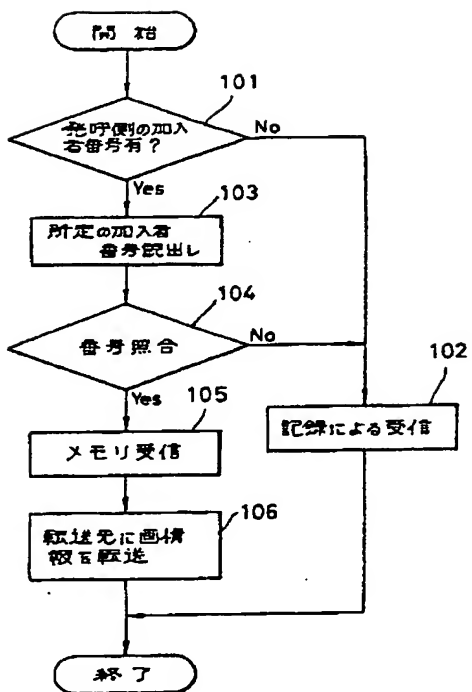 開始
101
発呼側の加入
者番号有?
No
Yes
103
所定の加入者
番号読出し
104
番号照合
No
102
Yes
105
記録による受信
メモリ受信
106
転送先に画情
報を転送
終了